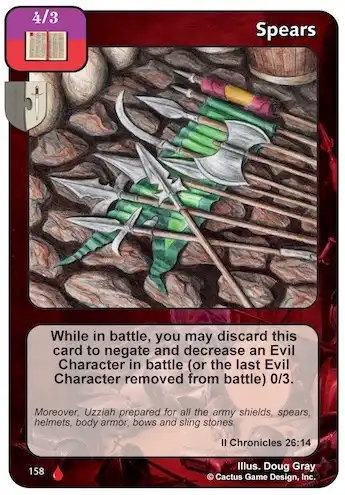 4/3
Spears
While in battle, you may discard this
card to negate and decrease an Evil
Character in battle (or the last Evil
Character removed from battle) 0/3.
Moreover, Uzziah prepared for all the army shields, spears,
helmets, body armor, bows and sling stones.
II Chronicles 26:14
158
Illus. Doug Gray
© Cactus Game Design, Inc.